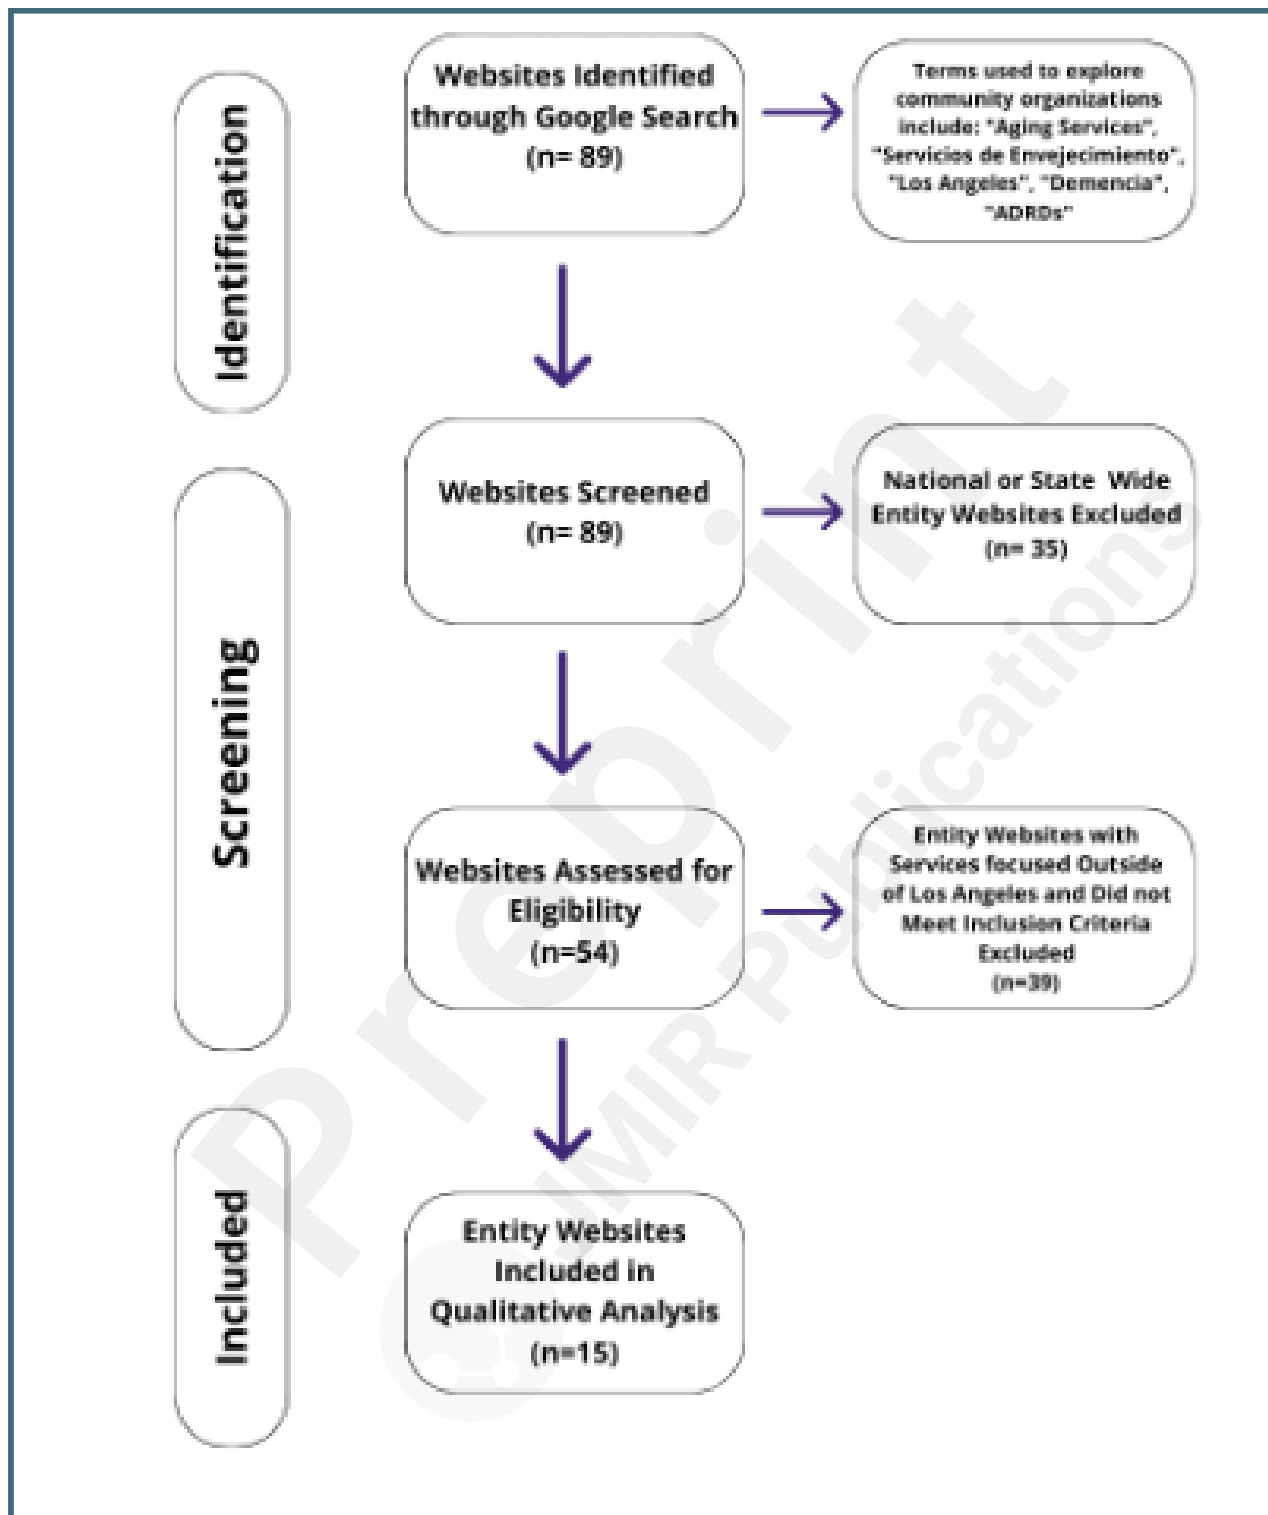 Identification
Websites Identified
through Google Search
(n= 89)
Terms used to explore
community organizations
include: "Aging Services",
"Servicios de Envejecimiento",
"Los Angeles", "Demencia",
"ADRDs"
Screening
Websites Screened
(n= 89)
National or State Wide
Entity Websites Excluded
(n= 35)
Websites Assessed for
Eligibility
(n=54)
Entity Websites with
Services focused Outside
of Los Angeles and Did not
Meet Inclusion Criteria
Excluded
(n=39)
Included
Entity Websites
Included in
Qualitative Analysis
(n=15)
Preprint
JMIR Publications